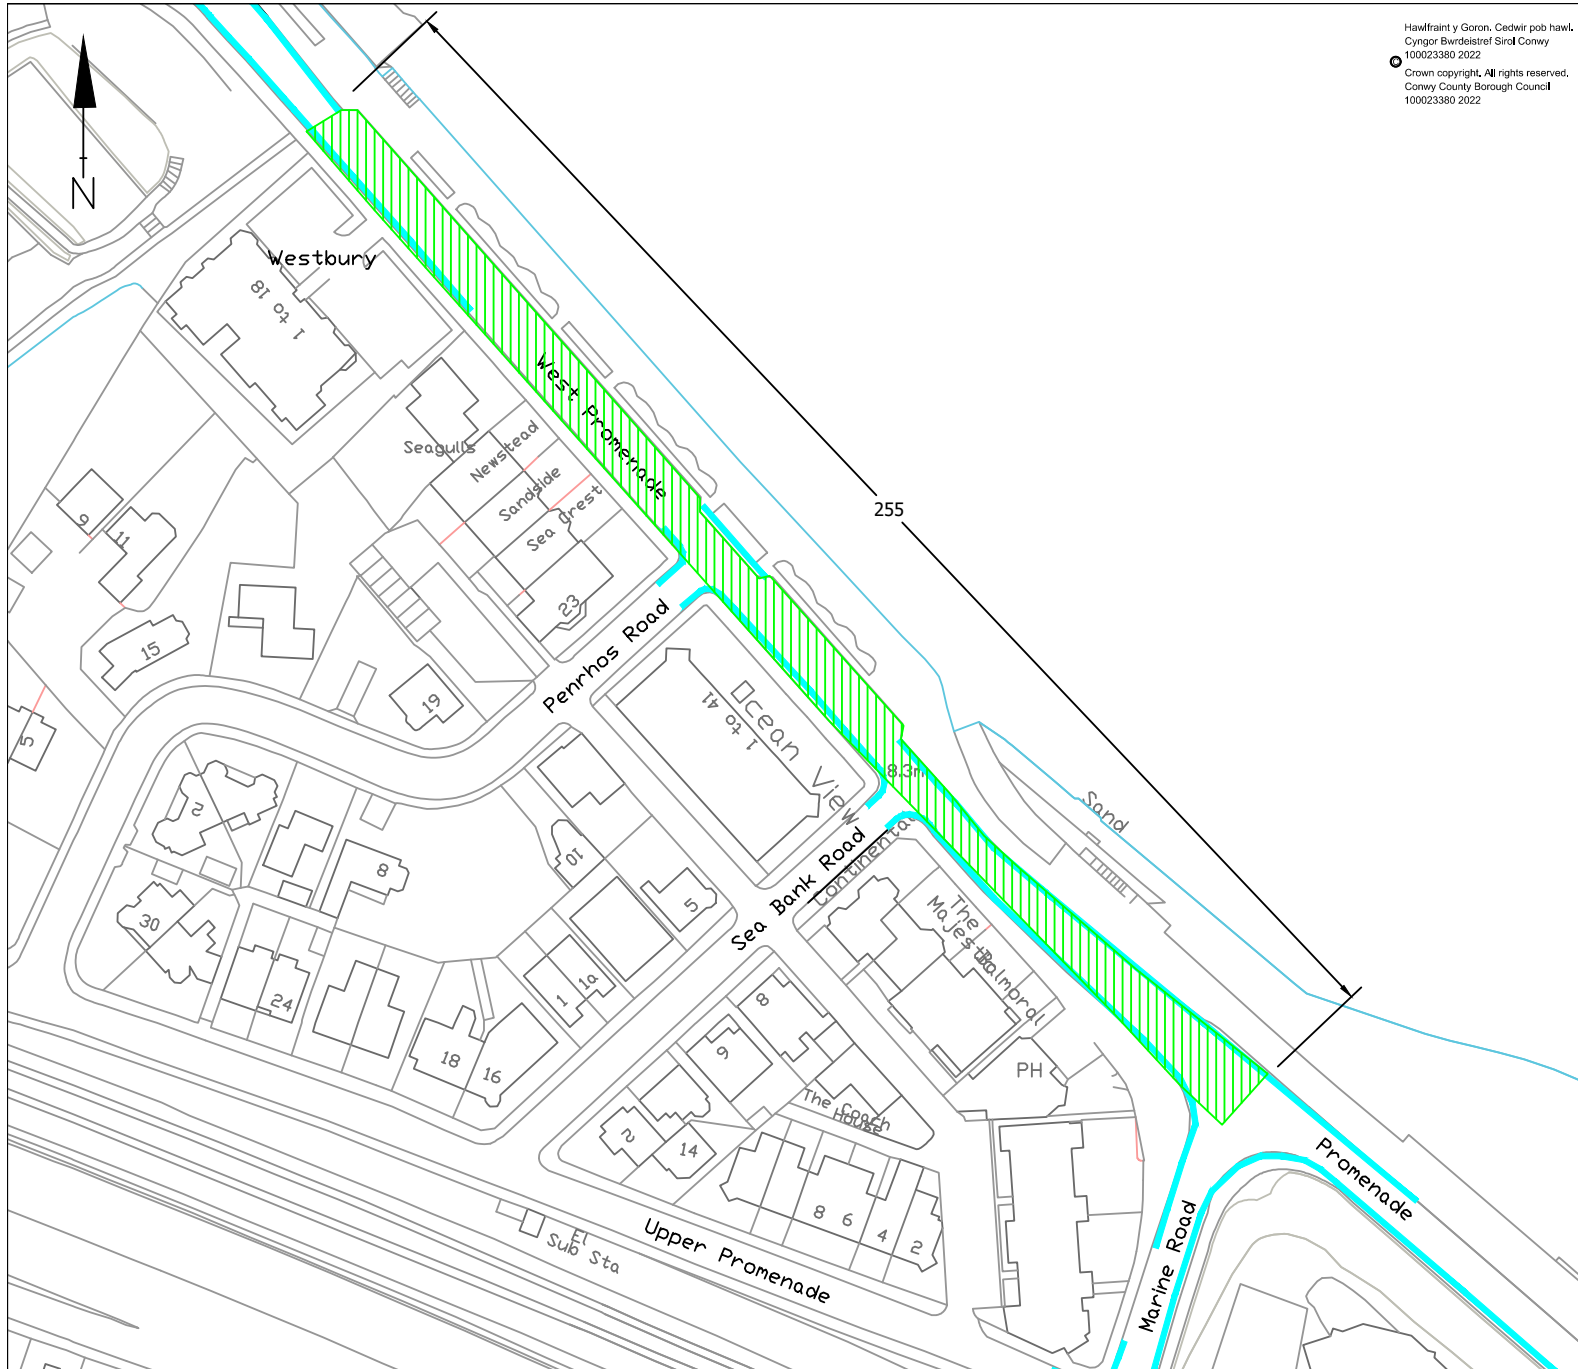 Hawlfraint y Goron. Cedwir pob hawl.
Cyngor Bwrdeistref Sirol Conwy
100023380 2022
©
Crown copyright. All rights reserved.
Conwy County Borough Council
100023380 2022
N
Westbury
1 to 18
West Promenade
255
Seagulls
Newstead
Sandside
Sea Crest
23
9
11
15
19
5
Penrhos Road
Ocean View
1 to 41
8.3m
Sand
Sea Bank Road
Continental
The
Majestic
Balmoral
2
8
10
5
30
24
18
16
1
1a
8
9
2
14
The Coach
House
PH
8
6
4
2
El
Sub Sta
Upper Promenade
Marine Road
Promenade